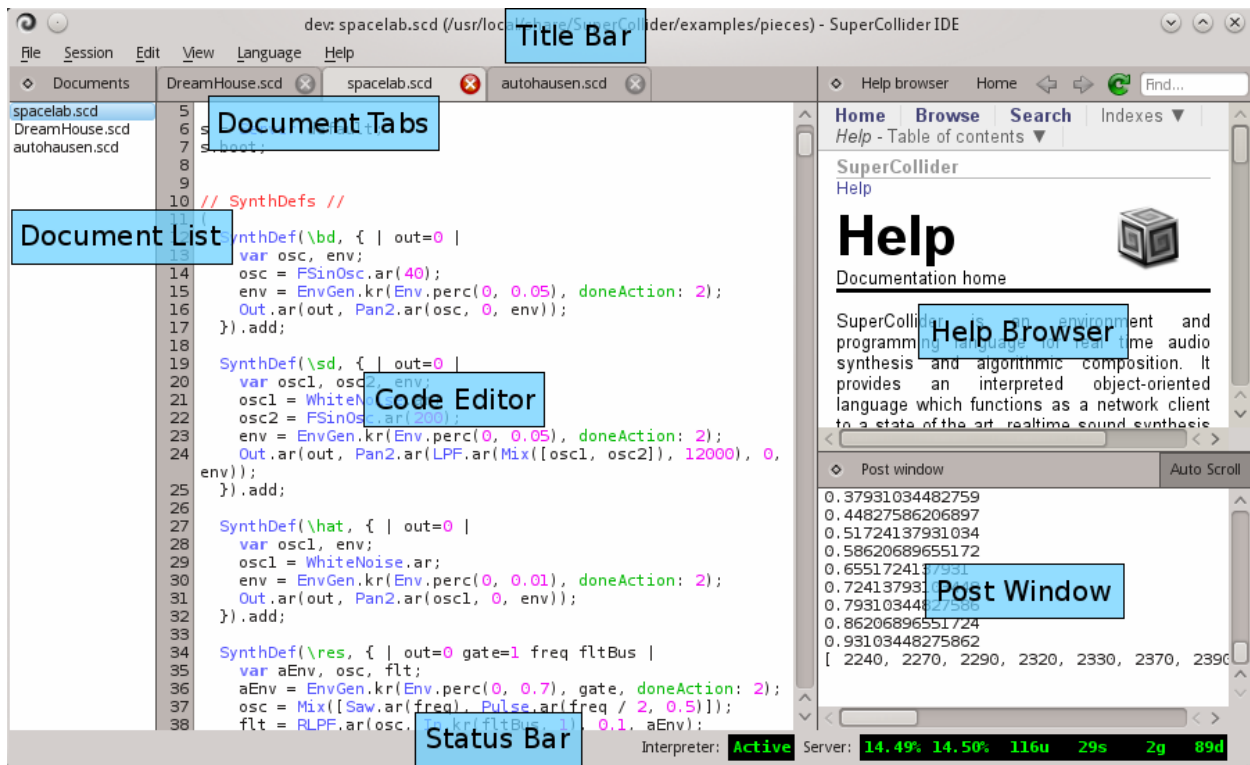 dev: spacelab.scd (/usr/local/share/SuperCollider/examples/pieces) - SuperCollider IDE
Title Bar
File Session Edit View Language Help
Documents
DreamHouse.scd spacelab.scd autohausen.scd
Help browser Home Find...
spacelab.scd
DreamHouse.scd
autohausen.scd
Document Tabs
Document List
5
6
7 s.boot;
8
9
10 // SynthDefs //
11 (
12 SynthDef(\bd, { | out=0 |
13 var osc, env;
14 osc = FSinOsc.ar(40);
15 env = EnvGen.kr(Env.perc(0, 0.05), doneAction: 2);
16 Out.ar(out, Pan2.ar(osc, 0, env));
17 }).add;
18
19 SynthDef(\sd, { | out=0 |
20 var osc1, osc2, env;
21 osc1 = WhiteNoise
22 osc2 = FSinOsc.ar(200);
23 env = EnvGen.kr(Env.perc(0, 0.05), doneAction: 2);
24 Out.ar(out, Pan2.ar(LPF.ar(Mix([osc1, osc2]), 12000), 0,
env));
25 }).add;
26
27 SynthDef(\hat, { | out=0 |
28 var osc1, env;
29 osc1 = WhiteNoise.ar;
30 env = EnvGen.kr(Env.perc(0, 0.01), doneAction: 2);
31 Out.ar(out, Pan2.ar(osc1, 0, env));
32 }).add;
33
34 SynthDef(\res, { | out=0 gate=1 freq fltBus |
35 var aEnv, osc, flt;
36 aEnv = EnvGen.kr(Env.perc(0, 0.7), gate, doneAction: 2);
37 osc = Mix([Saw.ar(freq), Pulse.ar(freq / 2, 0.5)]);
38 flt = RLPF.ar(osc, In.kr(fltBus, 1), 0.1, aEnv);
Code Editor
Home Browse Search Indexes ▼
Help - Table of contents ▼
SuperCollider
Help
Help
Documentation home
SuperCollider is an environment and
programming language for real time audio
synthesis and algorithmic composition. It
provides an interpreted object-oriented
language which functions as a network client
to a state of the art, realtime sound synthesis
Help Browser
Post window Auto Scroll
0.37931034482759
0.44827586206897
0.51724137931034
0.58620689655172
0.6551724137931
0.79310344827586
0.86206896551724
0.93103448275862
[ 2240, 2270, 2290, 2320, 2330, 2370, 2390
Post Window
Status Bar
Interpreter: Active Server: 14.49% 14.50% 116u 29s 2g 89d